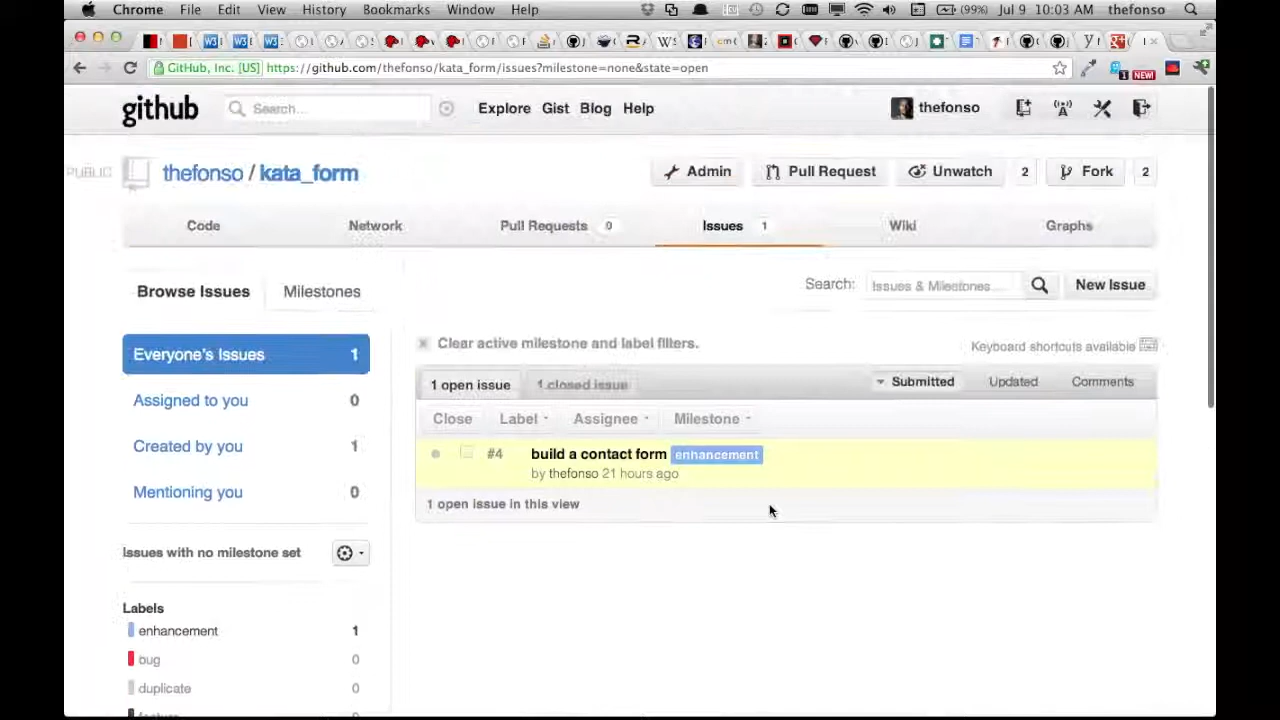 Chrome File Edit View History Bookmarks Window Help (99%) Jul 9 10:03 AM thefonso
GitHub, Inc. [US] https://github.com/thefonso/kata_form/issues?milestone=none&state=open
NEW!
github Search... Explore Gist Blog Help thefonso
PUBLIC thefonso / kata_form Admin Pull Request Unwatch 2 Fork 2
Code Network Pull Requests 0 Issues 1 Wiki Graphs
Browse Issues Milestones Search: Issues & Milestones... New Issue
Everyone's Issues 1
Assigned to you 0
Created by you 1
Mentioning you 0
Issues with no milestone set
Labels
enhancement 1
bug 0
duplicate 0
Clear active milestone and label filters. Keyboard shortcuts available
1 open issue 1 closed issue Submitted Updated Comments
Close Label Assignee Milestone
#4 build a contact form enhancement
by thefonso 21 hours ago
1 open issue in this view